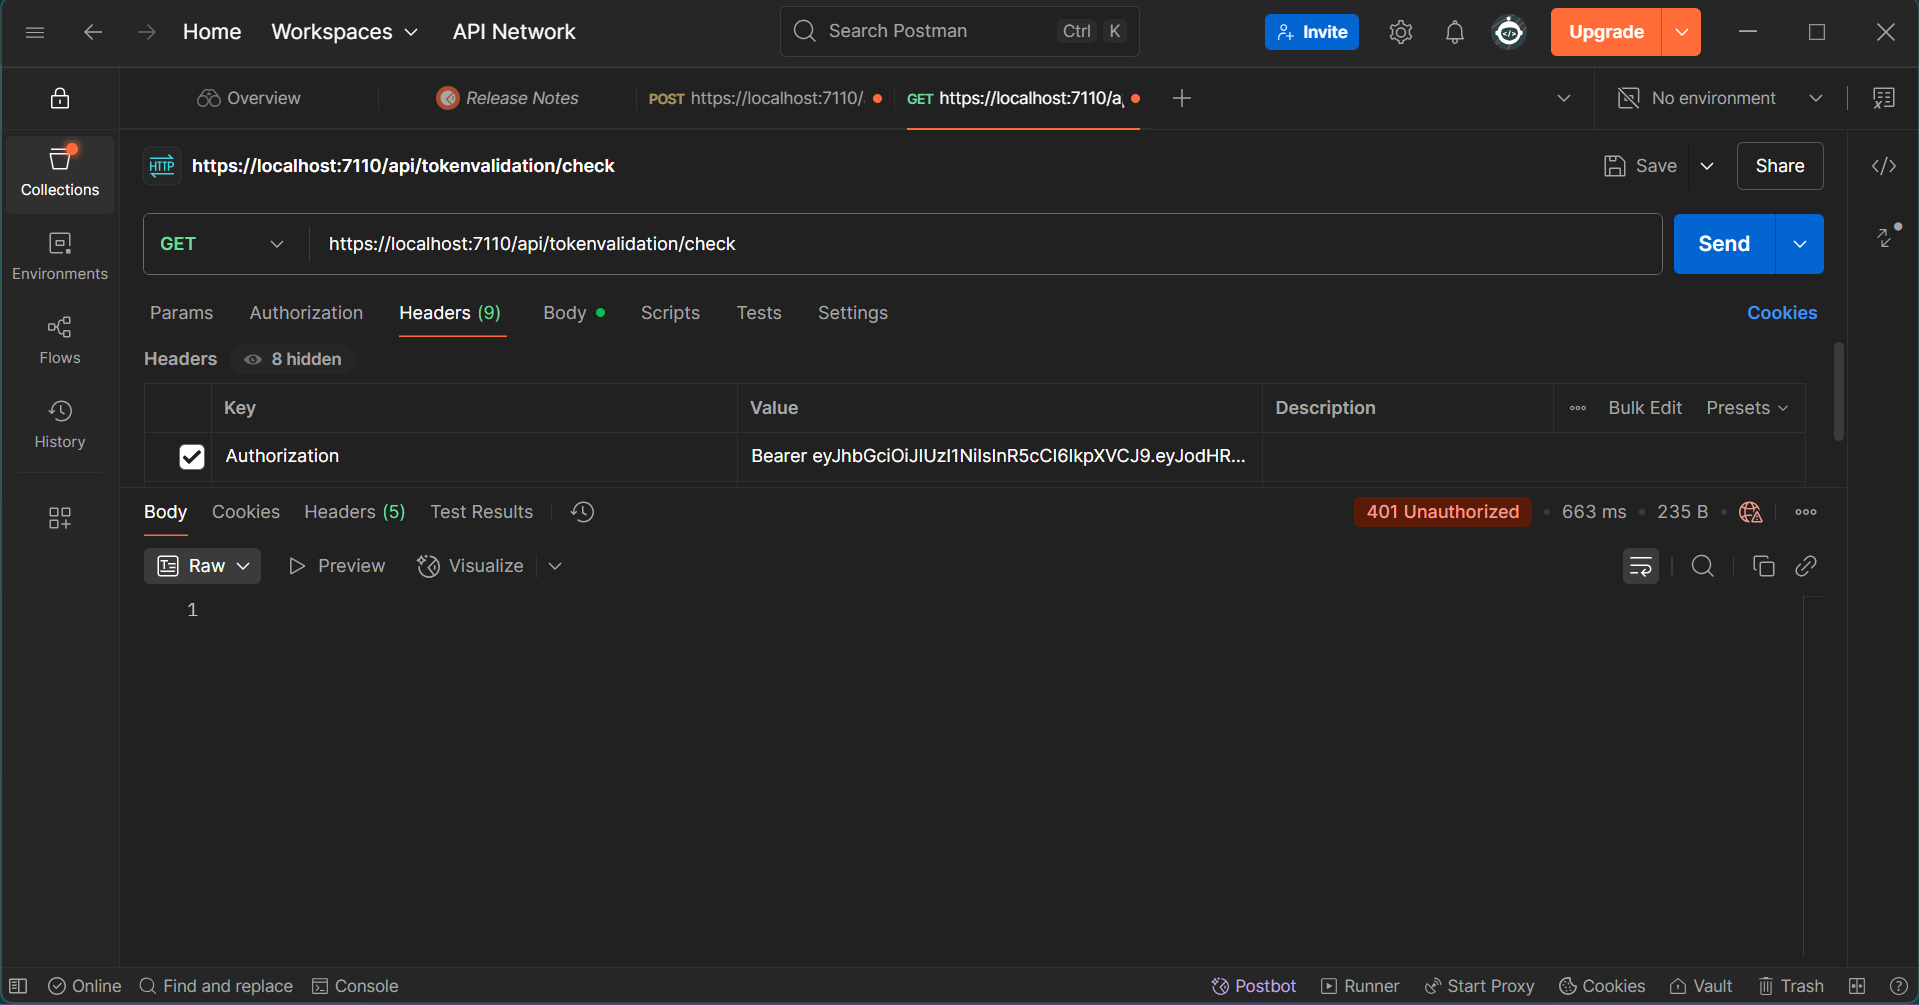 Home Workspaces API Network Search Postman Ctrl K Invite Upgrade
Overview Release Notes POST https://localhost:7110/ GET https://localhost:7110/a No environment
HTTP https://localhost:7110/api/tokenvalidation/check Save Share
Collections
GET https://localhost:7110/api/tokenvalidation/check Send
Environments
Params Authorization Headers (9) Body Scripts Tests Settings Cookies
Flows
Headers 8 hidden
Key Value Description Bulk Edit Presets
History
Authorization Bearer eyJhbGciOiJIUzI1NiIsInR5cCI6IkpXVCJ9.eyJodHR...
Body Cookies Headers (5) Test Results 401 Unauthorized 663 ms 235 B
Raw Preview Visualize
1
Online Find and replace Console Postbot Runner Start Proxy Cookies Vault Trash